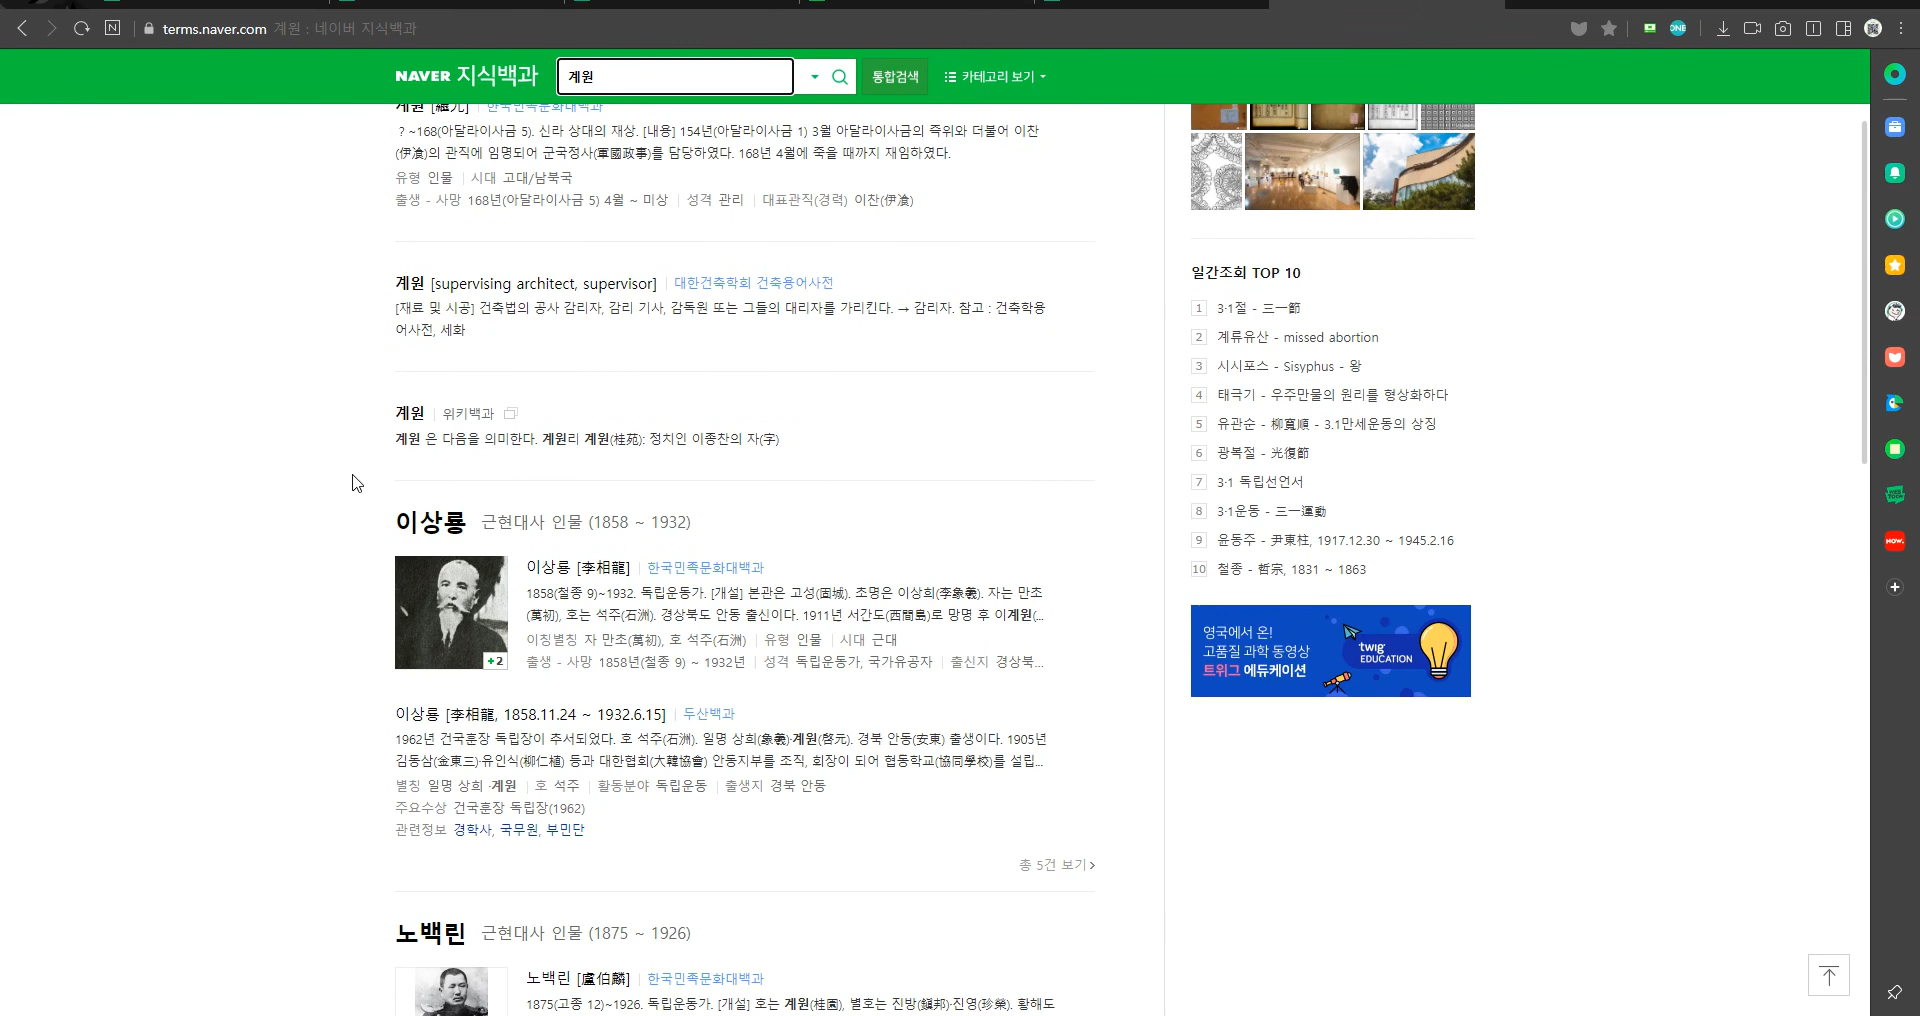 terms.naver.com 계원 : 네이버 지식백과
NAVER 지식백과
계원
통합검색
카테고리 보기
계원 [繼元] 한국민족문화대백과
? ~168(아달라이사금 5). 신라 상대의 재상. [내용] 154년(아달라이사금 1) 3월 아달라이사금의 즉위와 더불어 이찬
(伊飡)의 관직에 임명되어 군국정사(軍國政事)를 담당하였다. 168년 4월에 죽을 때까지 재임하였다.
유형 인물 시대 고대/남북국
출생 - 사망 168년(아달라이사금 5) 4월 ~ 미상 성격 관리 대표관직(경력) 이찬(伊飡)
계원 [supervising architect, supervisor] 대한건축학회 건축용어사전
[재료 및 시공] 건축법의 공사 감리자, 감리 기사, 감독원 또는 그들의 대리자를 가리킨다. → 감리자. 참고 : 건축학용
어사전, 세화
계원 위키백과
계원 은 다음을 의미한다. 계원리 계원(桂苑): 정치인 이종찬의 자(字)
이상룡 근현대사 인물 (1858 ~ 1932)
+2
이상룡 [李相龍] 한국민족문화대백과
1858(철종 9)~1932. 독립운동가. [개설] 본관은 고성(固城). 초명은 이상희(李象羲). 자는 만초
(萬初), 호는 석주(石洲). 경상북도 안동 출신이다. 1911년 서간도(西間島)로 망명 후 이계원(...
이칭별칭 자 만초(萬初), 호 석주(石洲) 유형 인물 시대 근대
출생 - 사망 1858년(철종 9) ~ 1932년 성격 독립운동가, 국가유공자 출신지 경상북...
이상룡 [李相龍, 1858.11.24 ~ 1932.6.15] 두산백과
1962년 건국훈장 독립장이 추서되었다. 호 석주(石洲). 일명 상희(象羲)·계원(啓元). 경북 안동(安東) 출생이다. 1905년
김동삼(金東三)·유인식(柳仁植) 등과 대한협회(大韓協會) 안동지부를 조직, 회장이 되어 협동학교(協同學校)를 설립...
별칭 일명 상희 ·계원 호 석주 활동분야 독립운동 출생지 경북 안동
주요수상 건국훈장 독립장(1962)
관련정보 경학사, 국무원, 부민단
총 5건 보기
노백린 근현대사 인물 (1875 ~ 1926)
노백린 [盧伯麟] 한국민족문화대백과
1875(고종 12)~1926. 독립운동가. [개설] 호는 계원(桂園), 별호는 진방(鎭邦)·진영(珍榮). 황해도
일간조회 TOP 10
1 3·1절 - 三一節
2 계류유산 - missed abortion
3 시시포스 - Sisyphus - 왕
4 태극기 - 우주만물의 원리를 형상화하다
5 유관순 - 柳寬順 - 3.1만세운동의 상징
6 광복절 - 光復節
7 3·1 독립선언서
8 3·1운동 - 三一運動
9 윤동주 - 尹東柱, 1917.12.30 ~ 1945.2.16
10 철종 - 哲宗, 1831 ~ 1863
영국에서 온!
고품질 과학 동영상
트위그 에듀케이션
twig
EDUCATION
ONE
WEB
TOON
NOW.